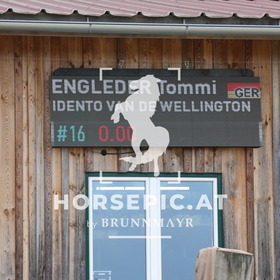 ENGLEDER Tommi
GER
IDENTO VAN DE WELLINGTON
#16 0.00
HORSEPIC.AT
by BRUNNMAYR